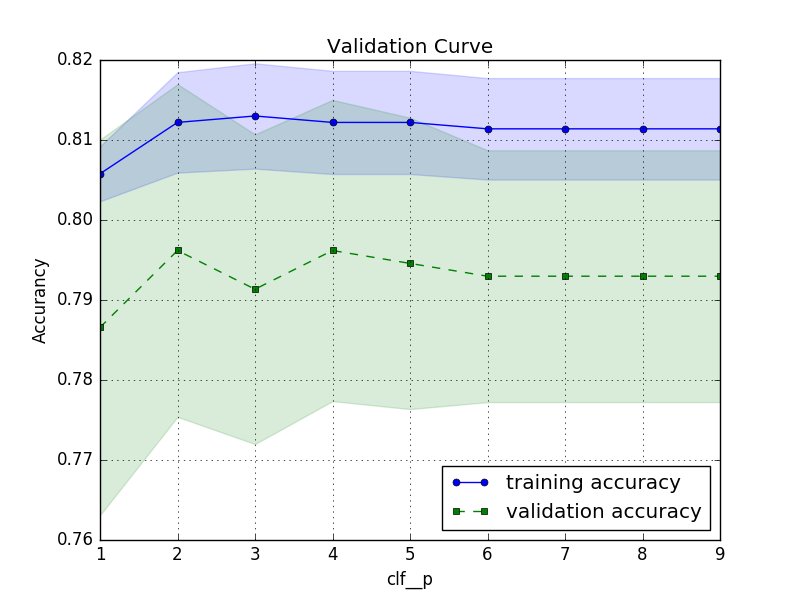 Validation Curve
0.82
0.81
0.80
0.79
0.78
0.77
0.76
Accurancy
1 2 3 4 5 6 7 8 9
clf__p
training accuracy
validation accuracy